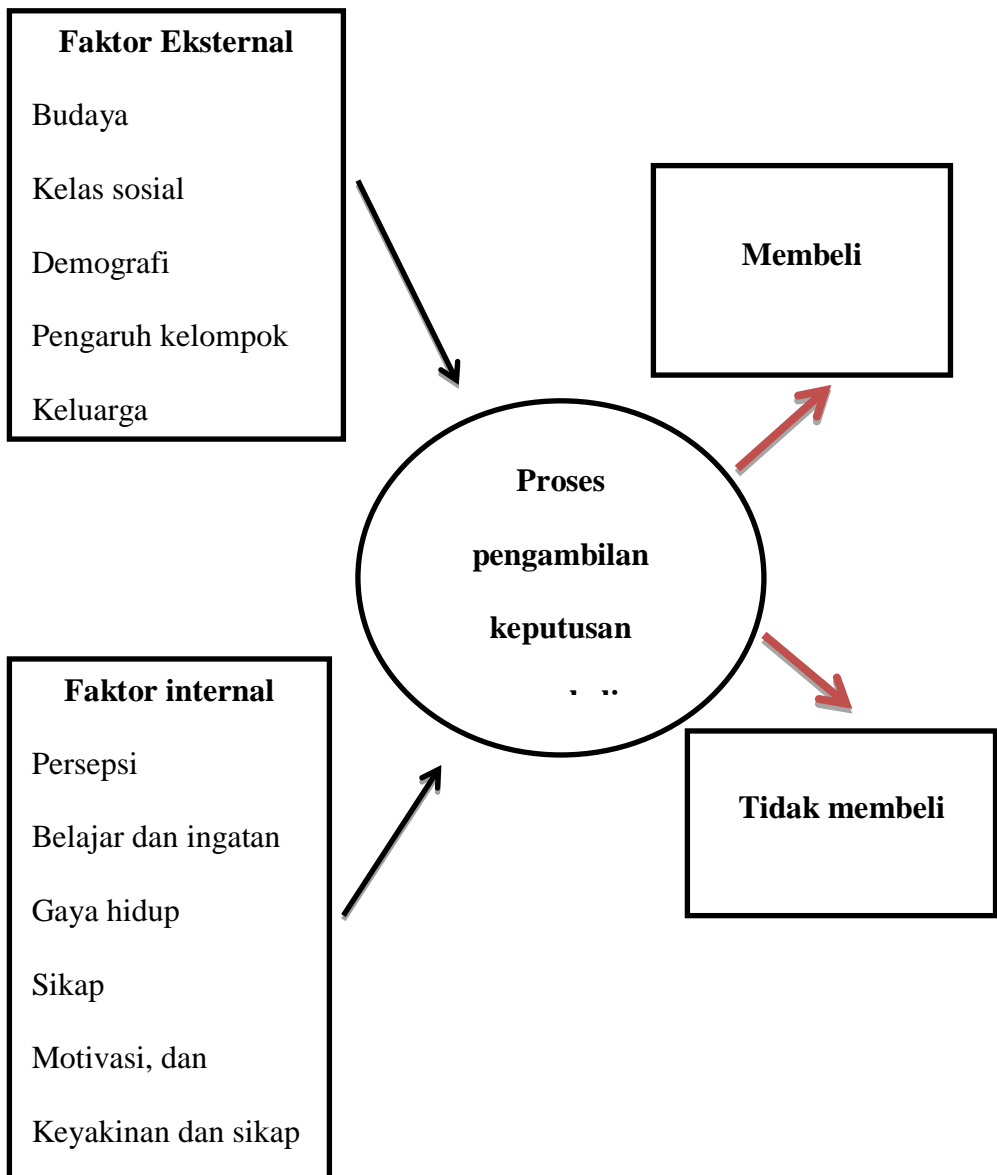 Faktor Eksternal
Budaya
Kelas sosial
Demografi
Pengaruh kelompok
Keluarga
Membeli
Proses
pengambilan
keputusan
Faktor internal
Persepsi
Belajar dan ingatan
Gaya hidup
Sikap
Motivasi, dan
Keyakinan dan sikap
Tidak membeli